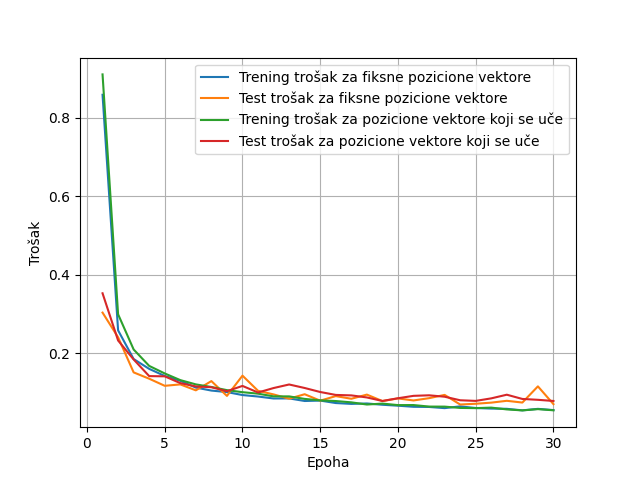 Trening trošak za fiksne pozicione vektore
Test trošak za fiksne pozicione vektore
Trening trošak za pozicione vektore koji se uče
Test trošak za pozicione vektore koji se uče
0.8
0.6
0.4
0.2
Trošak
0 5 10 15 20 25 30
Epoha